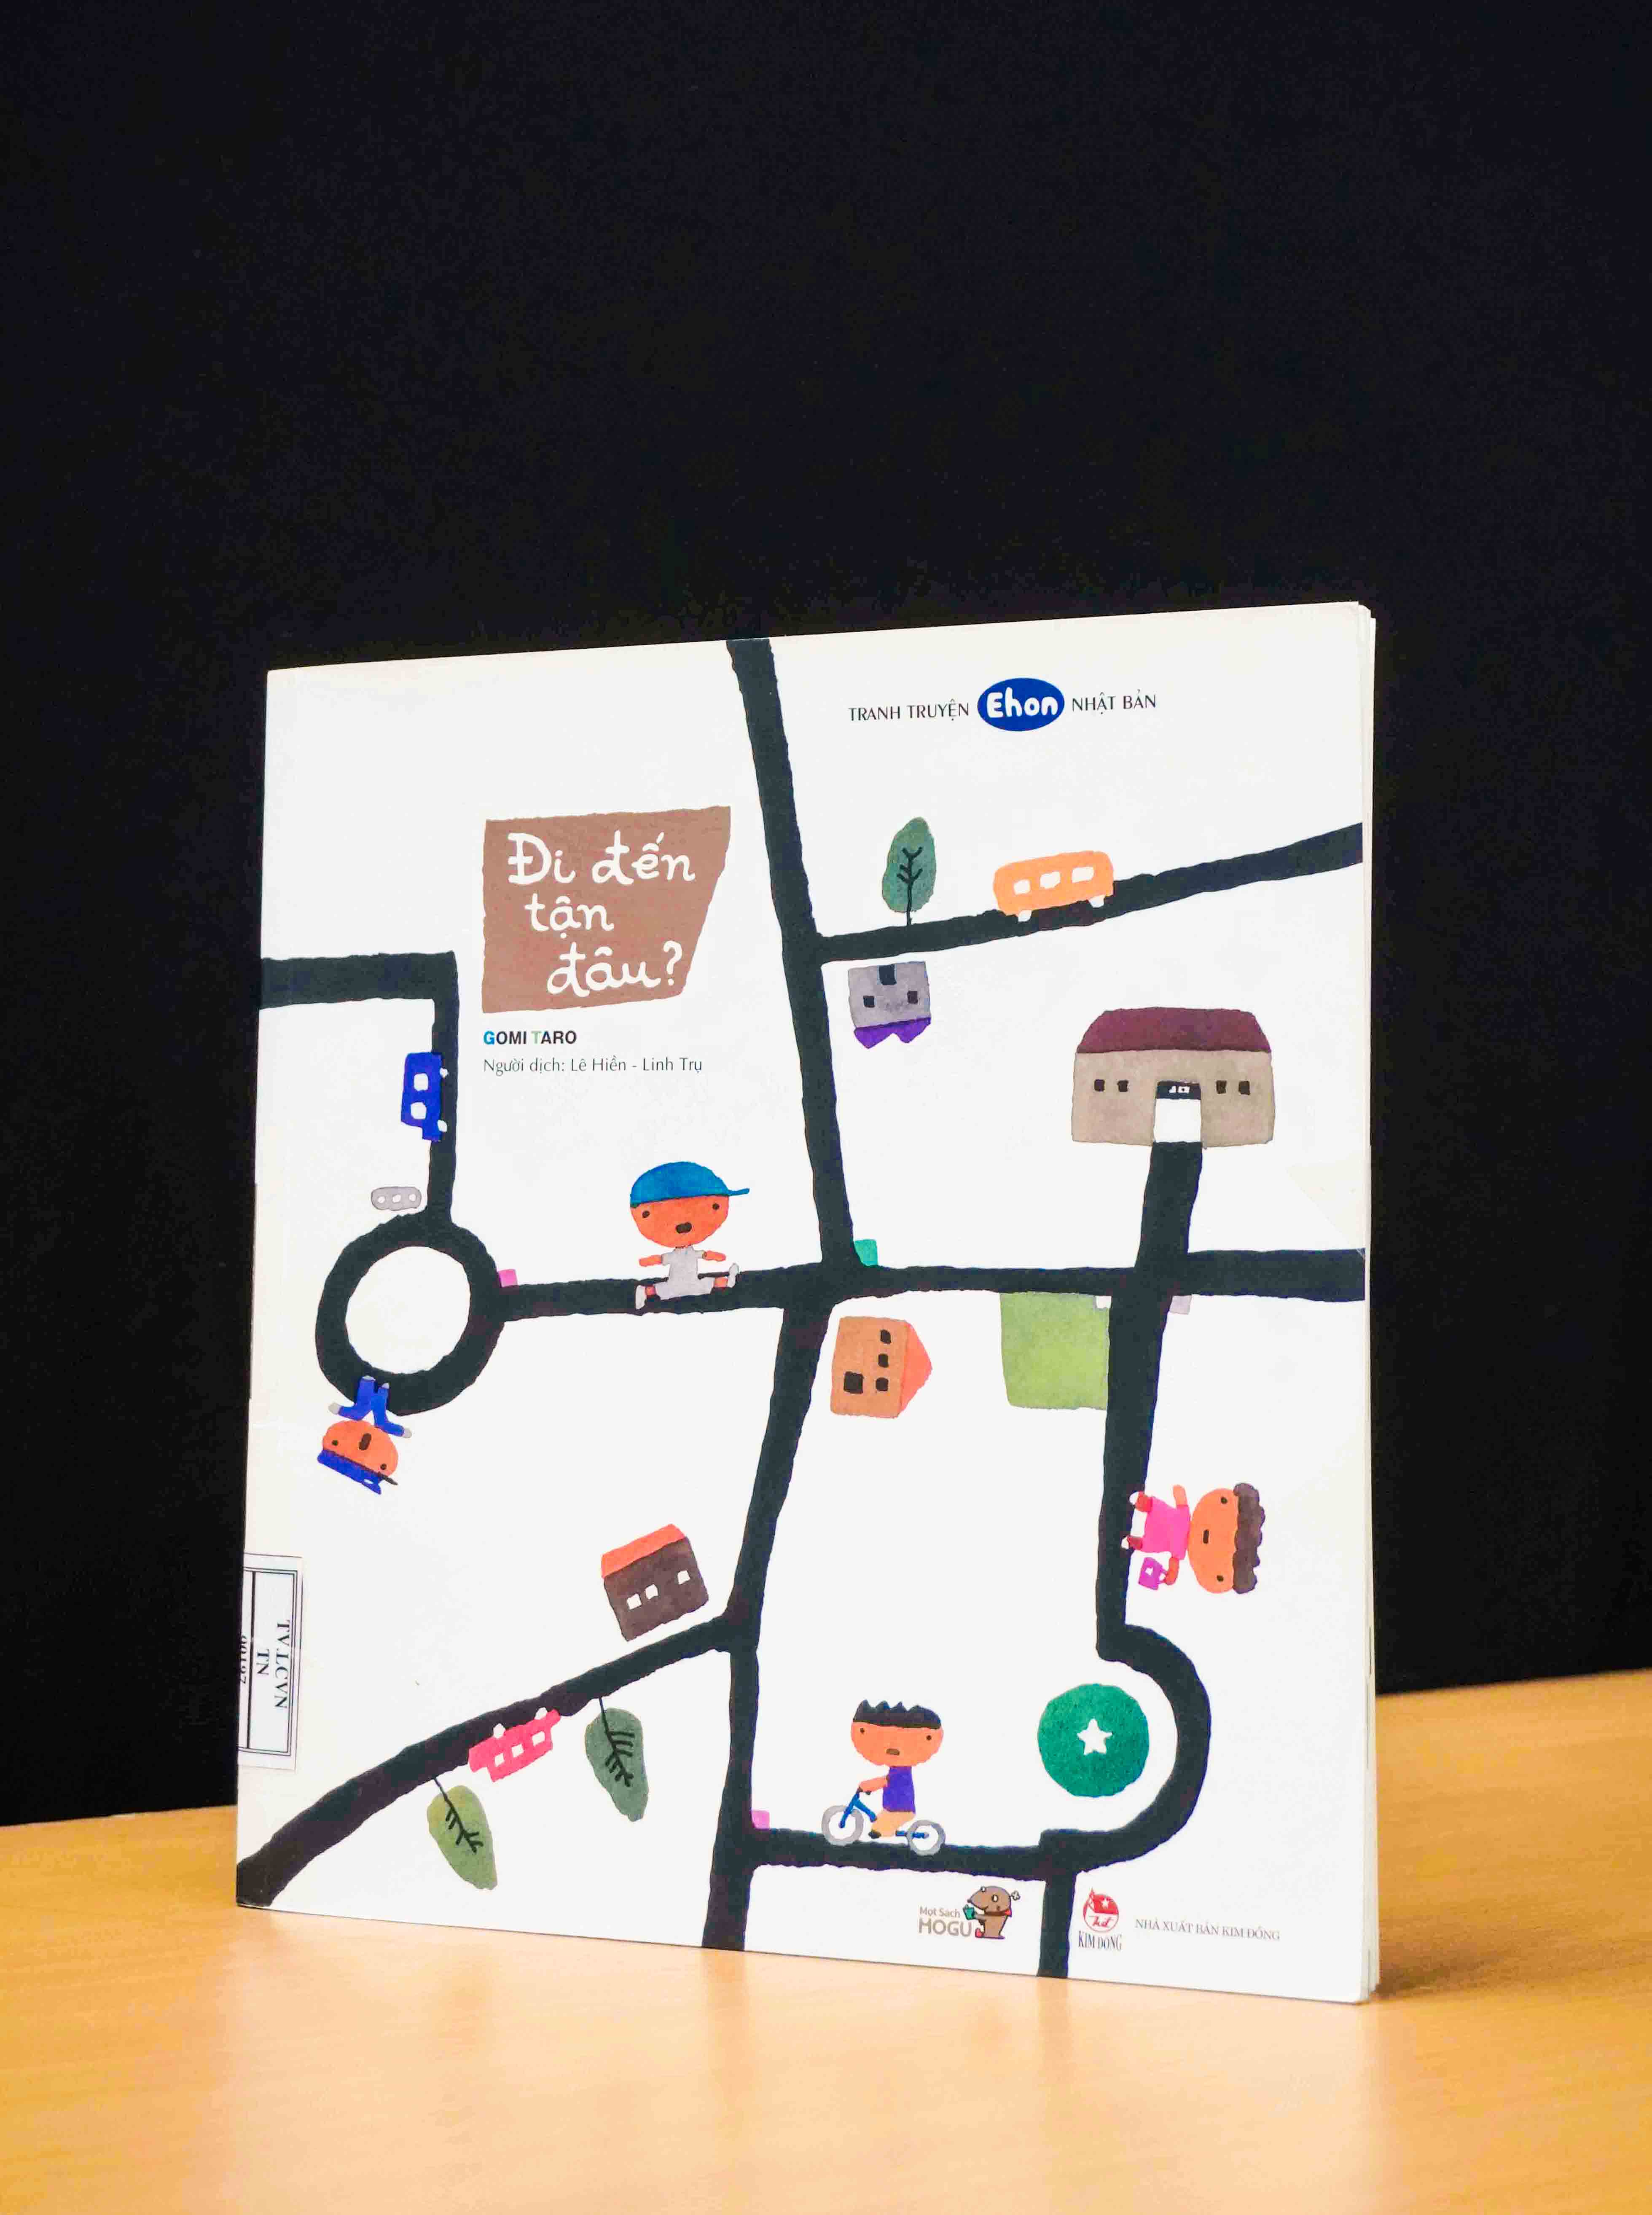 TRANH TRUYỆN Ehon NHẬT BẢN
Đi đến
tận
đâu?
GOMI TARO
Người dịch: Lê Hiền - Linh Trụ
TV.LCVN
TN
00197
Mọt Sách
HOGU
KIM ĐỒNG
NHÀ XUẤT BẢN KIM ĐỒNG